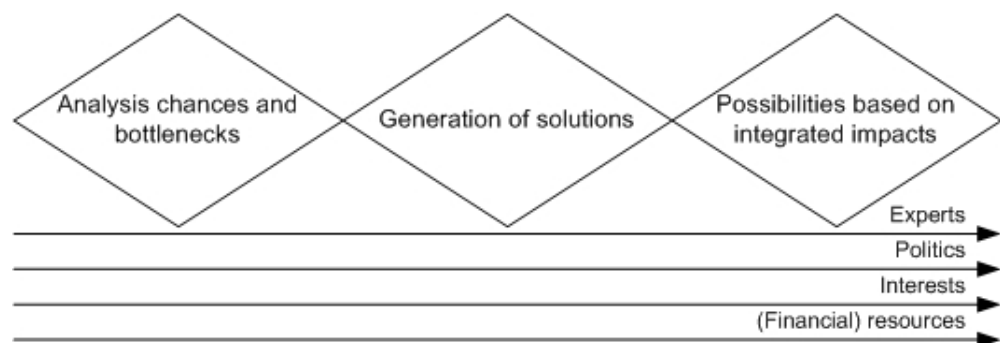 Analysis chances and
bottlenecks
Generation of solutions
Possibilities based on
integrated impacts
Experts
Politics
Interests
(Financial) resources